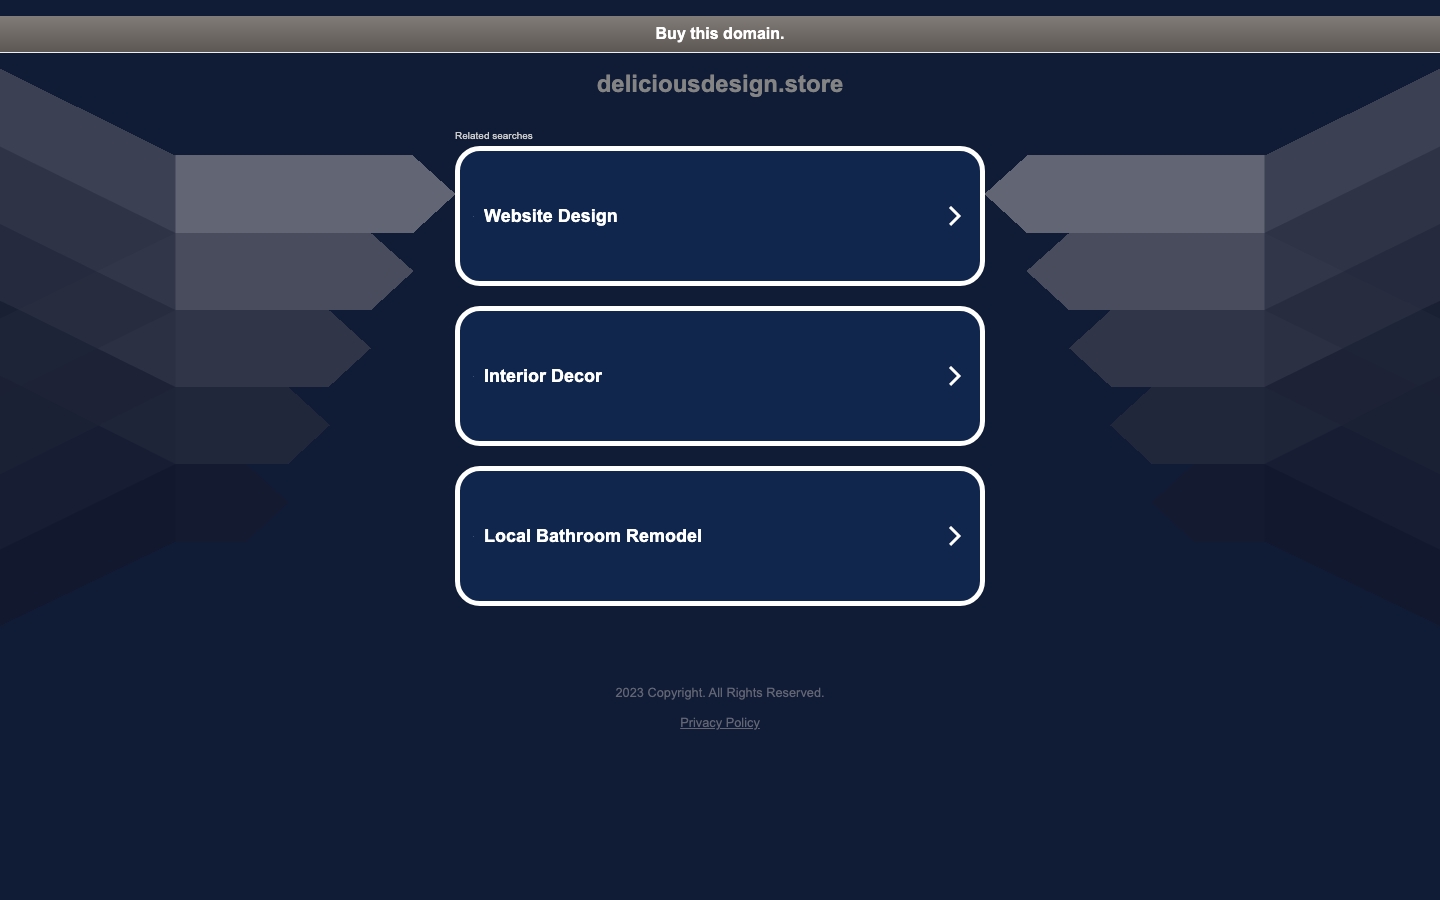 Buy this domain.
deliciousdesign.store
Related searches
Website Design
Interior Decor
Local Bathroom Remodel
2023 Copyright. All Rights Reserved.
Privacy Policy